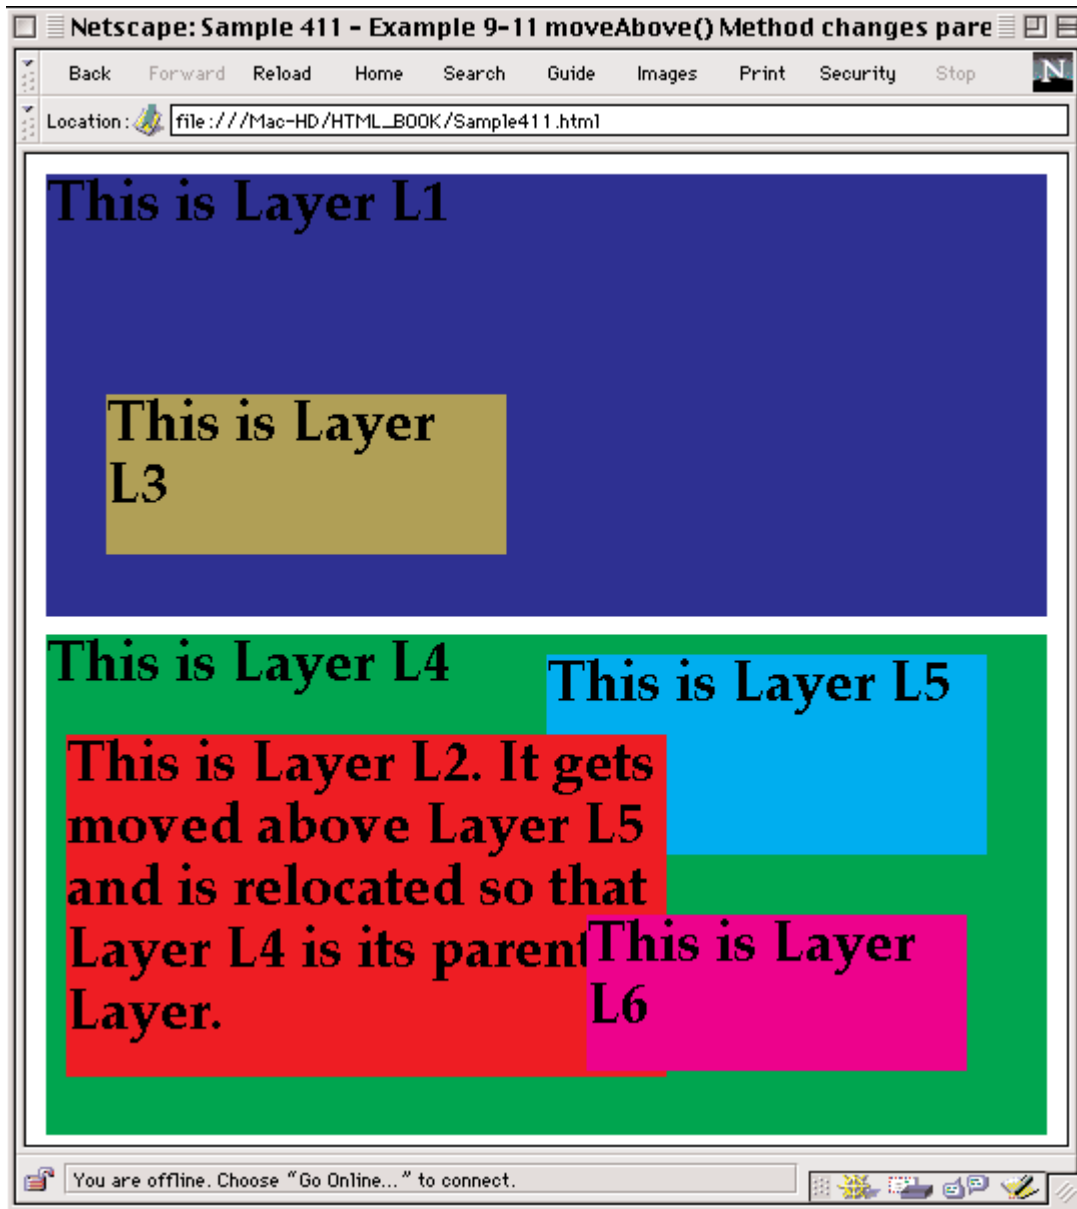 Netscape: Sample 411 - Example 9-11 moveAbove() Method changes pare
Back Forward Reload Home Search Guide Images Print Security Stop N
Location: file:///Mac-HD/HTML_BOOK/Sample411.html
This is Layer L1
This is Layer
L3
This is Layer L4
This is Layer L5
This is Layer L2. It gets
moved above Layer L5
and is relocated so that
Layer L4 is its parent
Layer.
This is Layer
L6
You are offline. Choose "Go Online..." to connect.